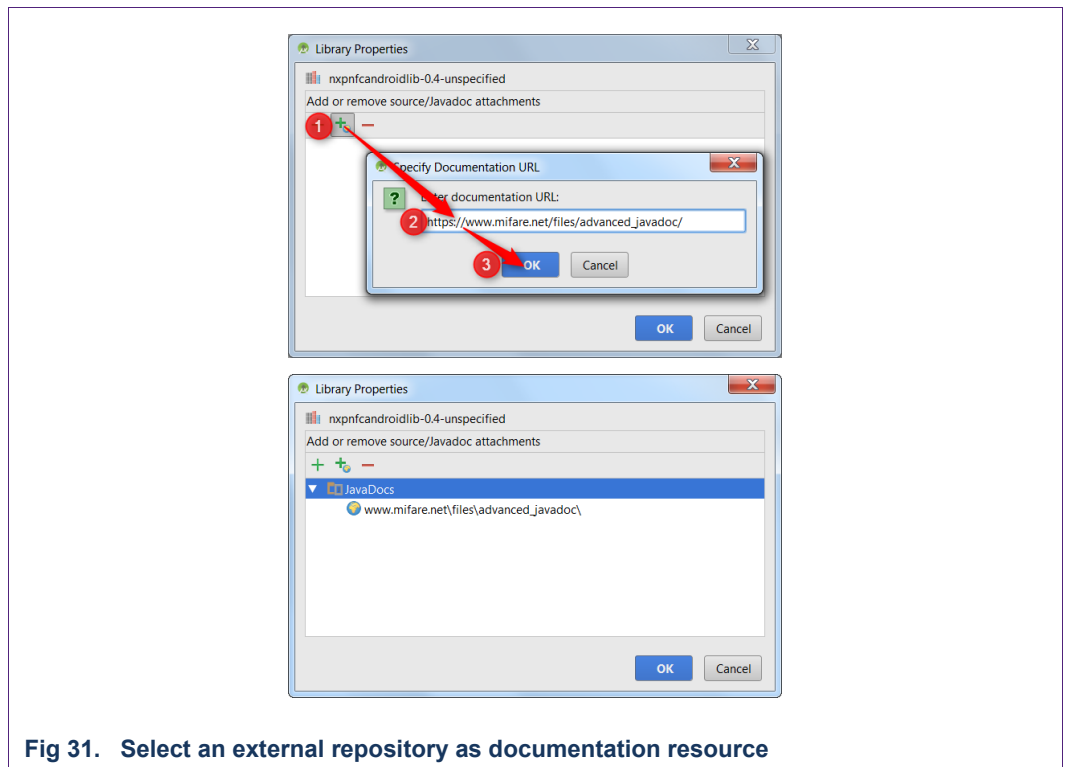 Library Properties
nxpnfcandroidlib-0.4-unspecified
Add or remove source/Javadoc attachments
1
Specify Documentation URL
Enter documentation URL:
2
https://www.mifare.net/files/advanced_javadoc/
3
OK
Cancel
OK
Cancel
Library Properties
nxpnfcandroidlib-0.4-unspecified
Add or remove source/Javadoc attachments
JavaDocs
www.mifare.net\files\advanced_javadoc\
OK
Cancel
Fig 31. Select an external repository as documentation resource